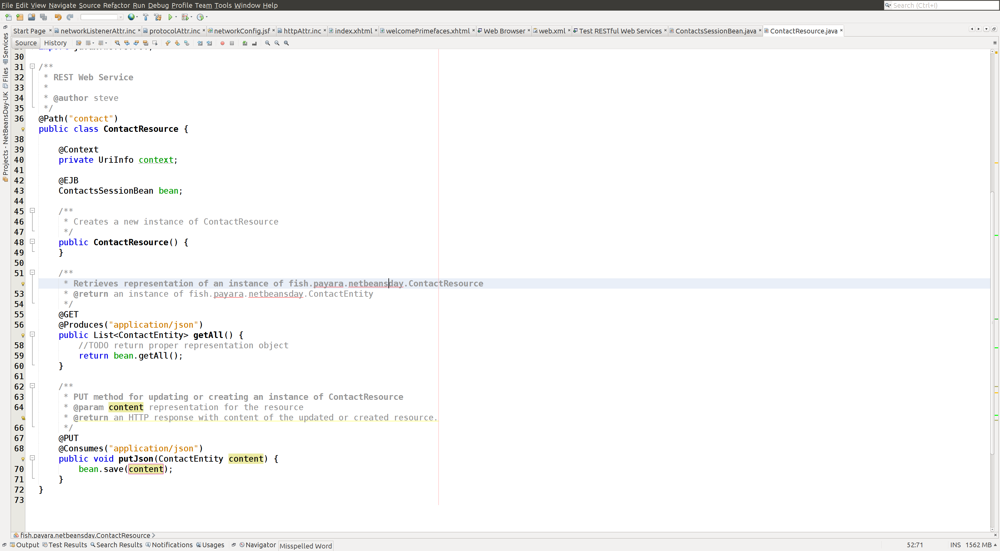 File Edit View Navigate Source Refactor Run Debug Profile Team Tools Window Help Search (Ctrl+I)
Start Page networkListenerAttr.inc protocolAttr.inc networkConfig.jsf httpAttr.inc index.xhtml welcomePrimefaces.xhtml Web Browser web.xml Test RESTful Web Services ContactsSessionBean.java ContactResource.java
Source History
Services
Files
Projects - NetBeansDay-UK
30
31 /**
32 * REST Web Service
33 *
34 * @author steve
35 */
36 @Path("contact")
public class ContactResource {
38
39 @Context
40 private UriInfo context;
41
42 @EJB
43 ContactsSessionBean bean;
44
45 /**
46 * Creates a new instance of ContactResource
47 */
48 public ContactResource() {
49 }
50
51 /**
* Retrieves representation of an instance of fish.payara.netbeansday.ContactResource
53 * @return an instance of fish.payara.netbeansday.ContactEntity
54 */
55 @GET
56 @Produces("application/json")
public List<ContactEntity> getAll() {
58 //TODO return proper representation object
59 return bean.getAll();
60 }
61
62 /**
63 * PUT method for updating or creating an instance of ContactResource
64 * @param content representation for the resource
* @return an HTTP response with content of the updated or created resource.
66 */
67 @PUT
68 @Consumes("application/json")
public void putJson(ContactEntity content) {
70 bean.save(content);
71 }
72 }
73
fish.payara.netbeansday.ContactResource
Output Test Results Search Results Notifications Usages Navigator Misspelled Word 52:71 INS 1562 MB